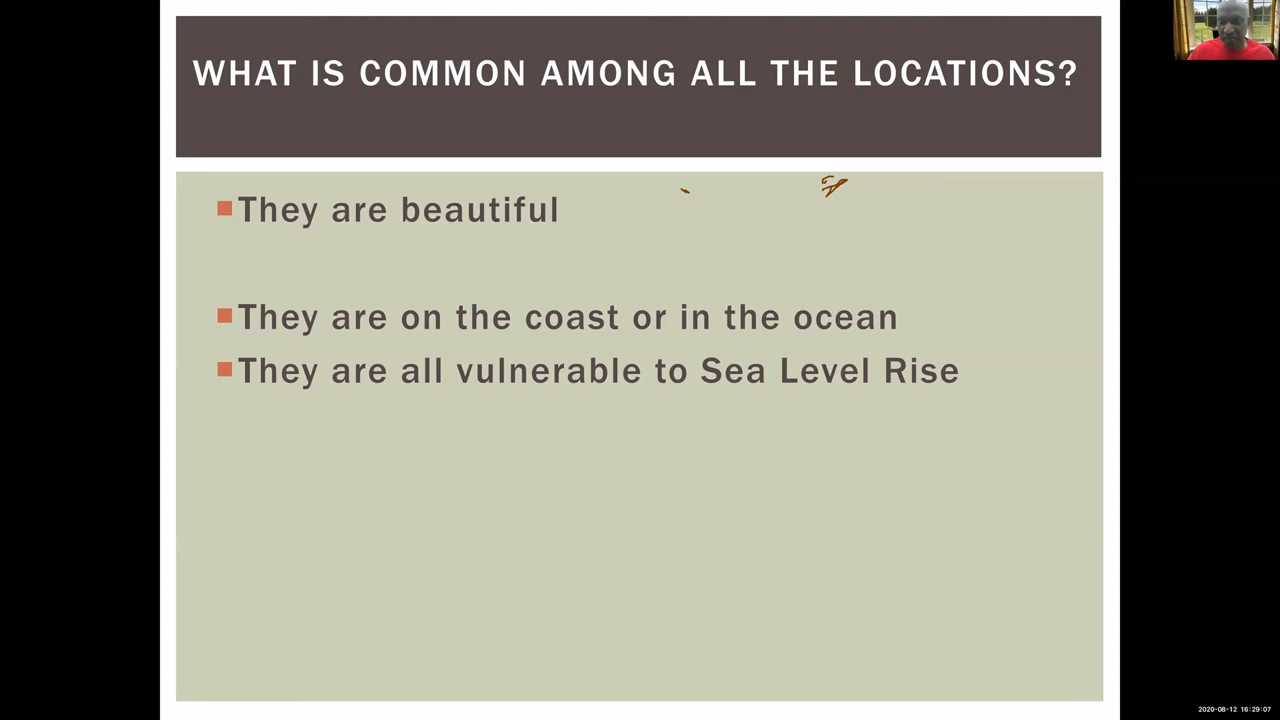 WHAT IS COMMON AMONG ALL THE LOCATIONS?
They are beautiful
They are on the coast or in the ocean
They are all vulnerable to Sea Level Rise
2020-08-12 16:29:07